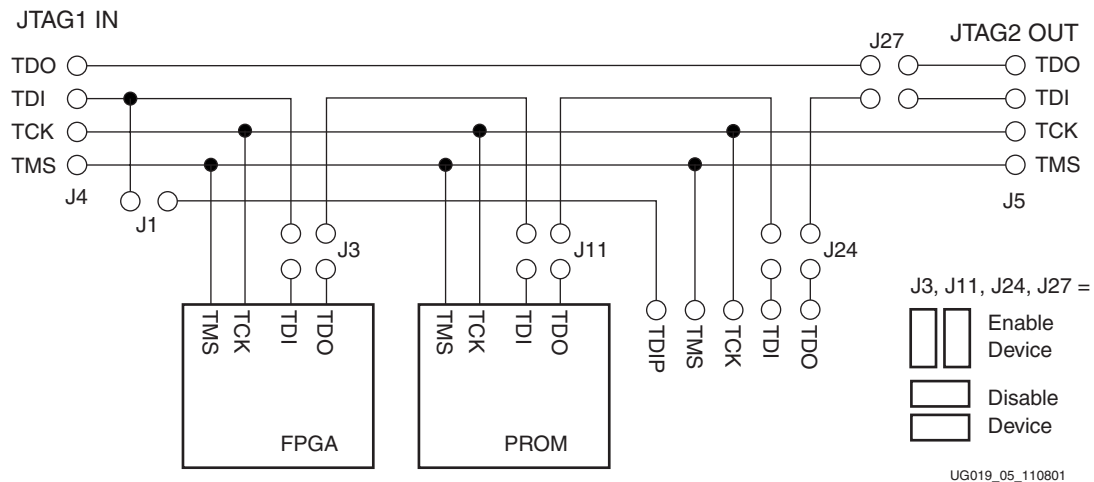 JTAG1 IN
JTAG2 OUT
J27
TDO
TDO
TDI
TDI
TCK
TCK
TMS
TMS
J4
J1
J5
J3
J11
J24
J3, J11, J24, J27 =
Enable
Device
Disable
Device
TMS
TCK
TDI
TDO
TMS
TCK
TDI
TDO
TDIP
TMS
TCK
TDI
TDO
FPGA
PROM
UG019_05_110801